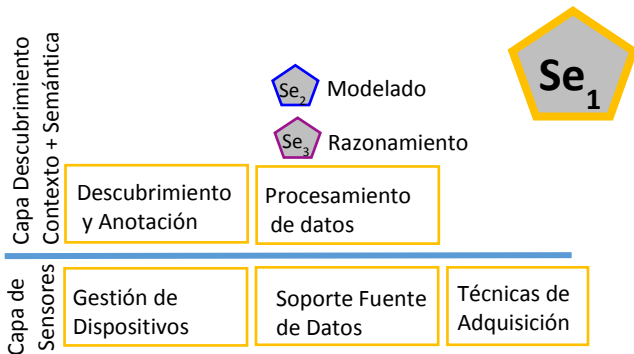 Capa Descubrimiento
Contexto + Semántica
Se2 Modelado
Se1
Se3 Razonamiento
Descubrimiento
y Anotación
Procesamiento
de datos
Capa de
Sensores
Gestión de
Dispositivos
Soporte Fuente
de Datos
Técnicas de
Adquisición